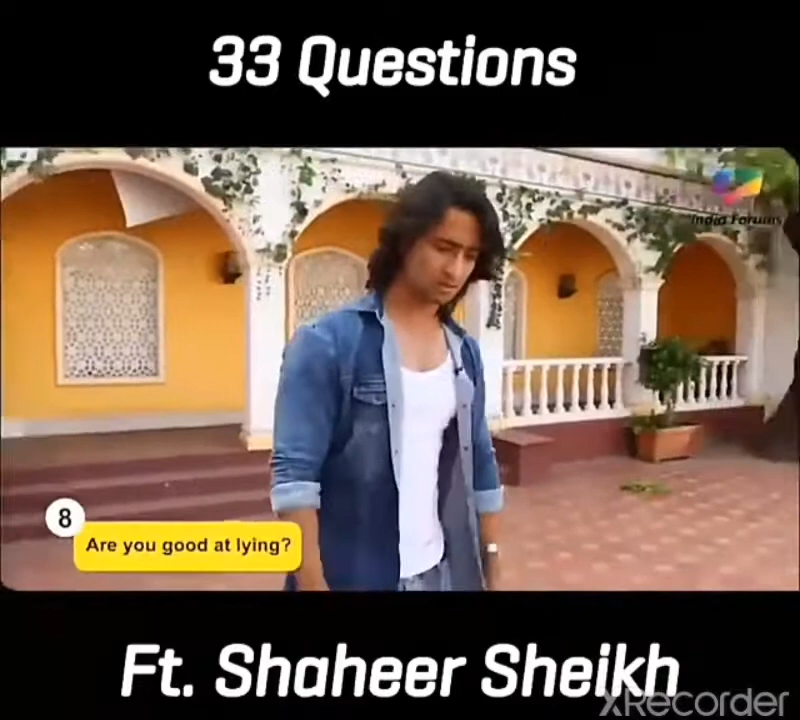 33 Questions
India Forums
8
Are you good at lying?
Ft. Shaheer Sheikh
XRecorder